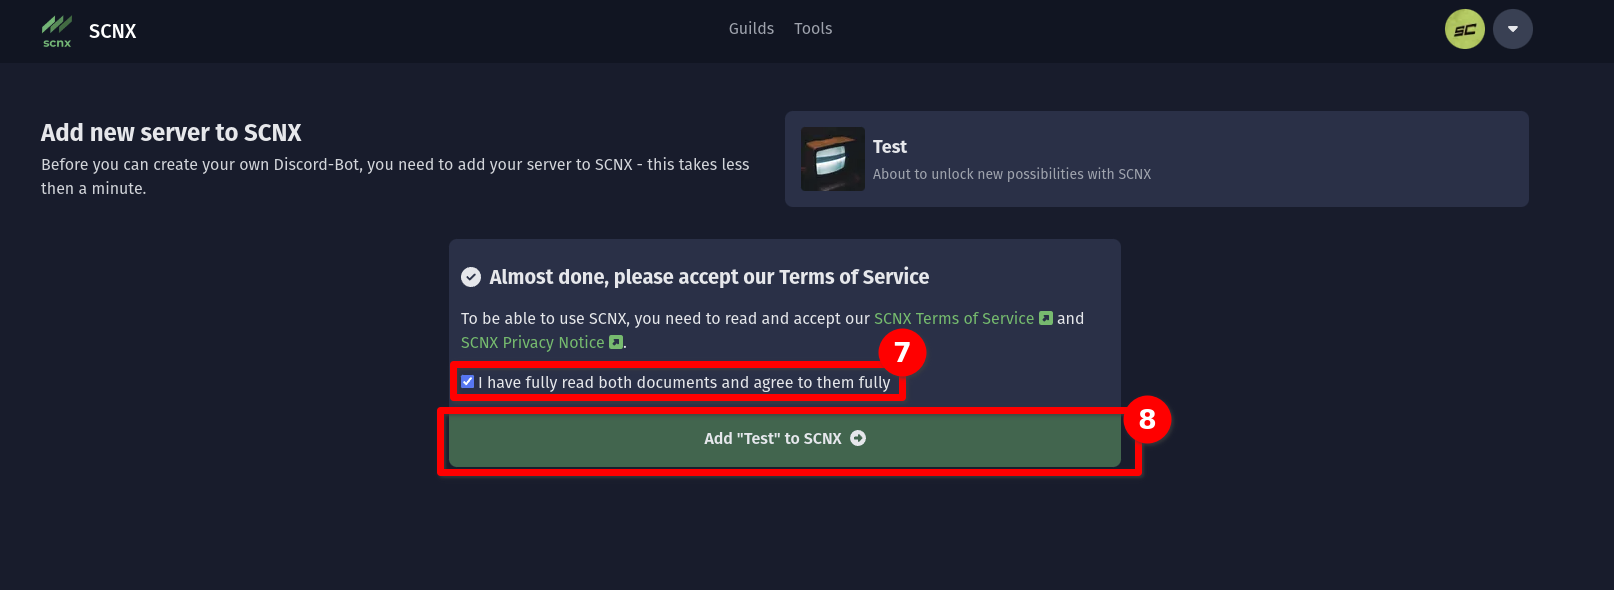 scnx
SCNX
Guilds
Tools
SC
Add new server to SCNX
Before you can create your own Discord-Bot, you need to add your server to SCNX - this takes less
then a minute.
Test
About to unlock new possibilities with SCNX
Almost done, please accept our Terms of Service
To be able to use SCNX, you need to read and accept our SCNX Terms of Service and
SCNX Privacy Notice .
7
I have fully read both documents and agree to them fully
8
Add "Test" to SCNX